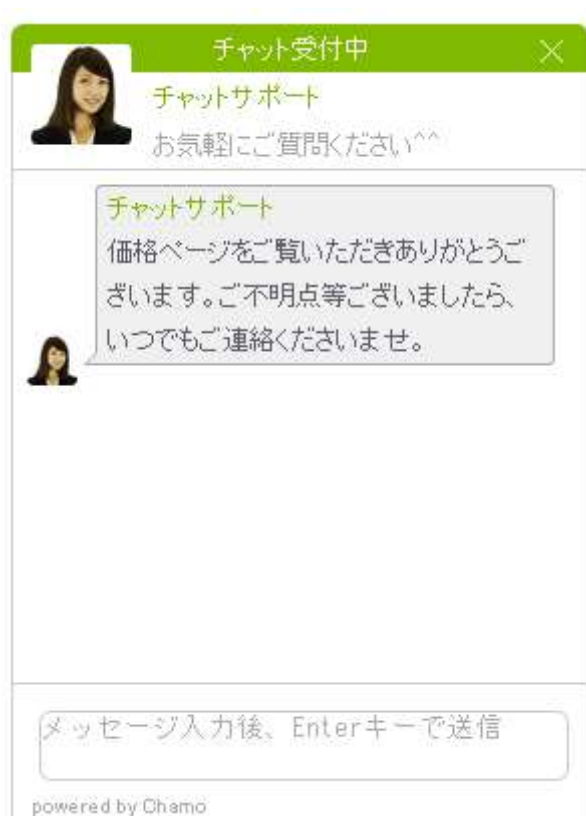 チャット受付中
チャットサポート
お気軽にご質問ください^^
チャットサポート
価格ページをご覧いただきありがとうご
ざいます。ご不明点等ございましたら、
いつでもご連絡くださいませ。
メッセージ入力後、Enterキーで送信
powered by Chamo